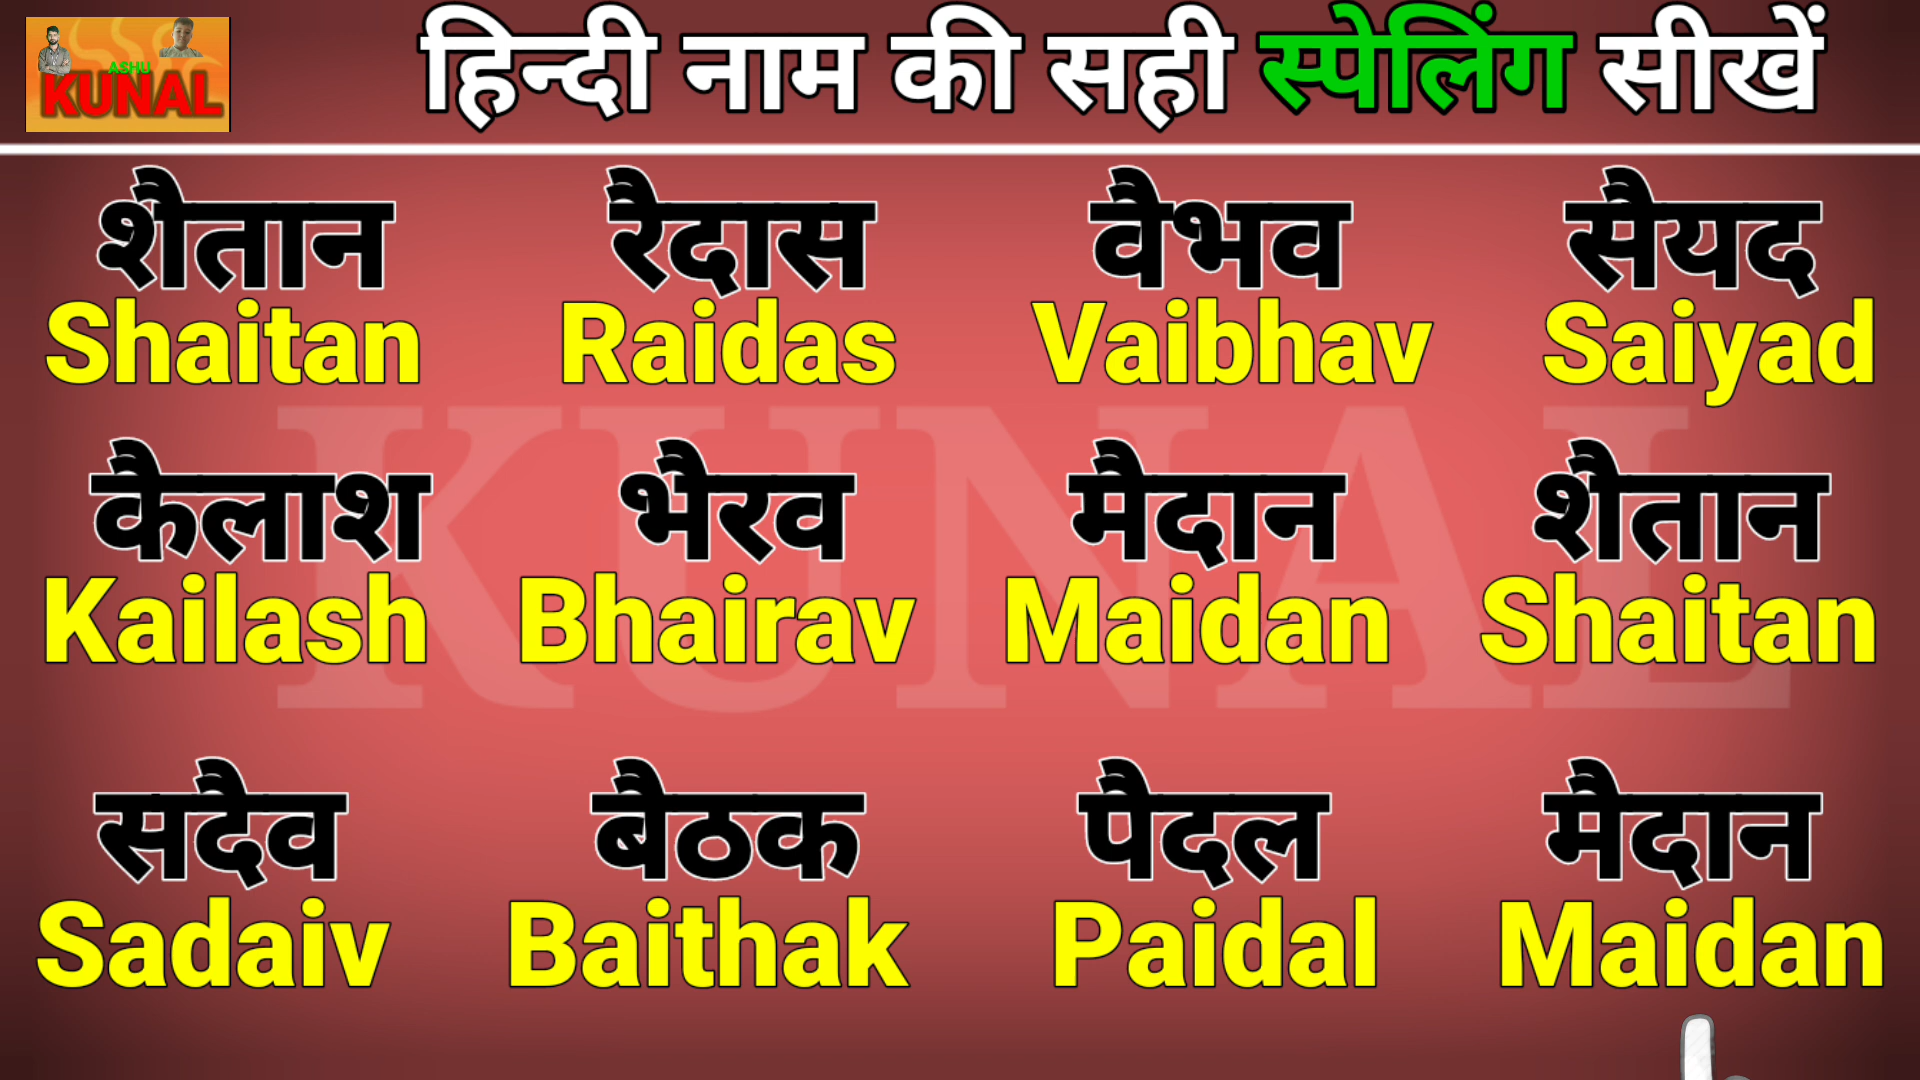 ASHU
KUNAL
हिन्दी नाम की सही स्पेलिंग सीखें
शैतान रैदास वैभव सैयद
Shaitan Raidas Vaibhav Saiyad
कैलाश भैरव मैदान शैतान
Kailash Bhairav Maidan Shaitan
KUNAL
सदैव बैठक पैदल मैदान
Sadaiv Baithak Paidal Maidan